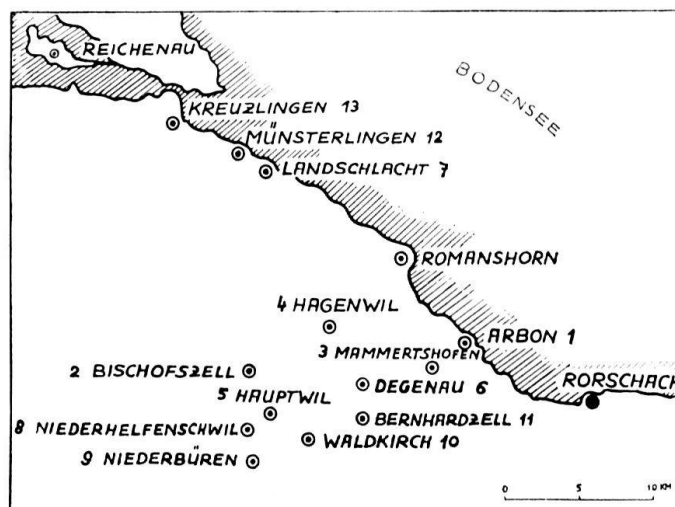 REICHENAU
BODENSEE
KREUZLINGEN 13
MÜNSTERLINGEN 12
LANDSCHLACHT 7
ROMANSHORN
4 HAGENWIL
ARBON 1
3 MAMMERTSHOFEN
2 BISCHOFSZELL
DEGENAU 6
RORSCHACH
5 HAUPTWIL
BERNHARDZELL 11
8 NIEDERHELFENSCHWIL
WALDKIRCH 10
9 NIEDERBÜREN
0 5 10 KM